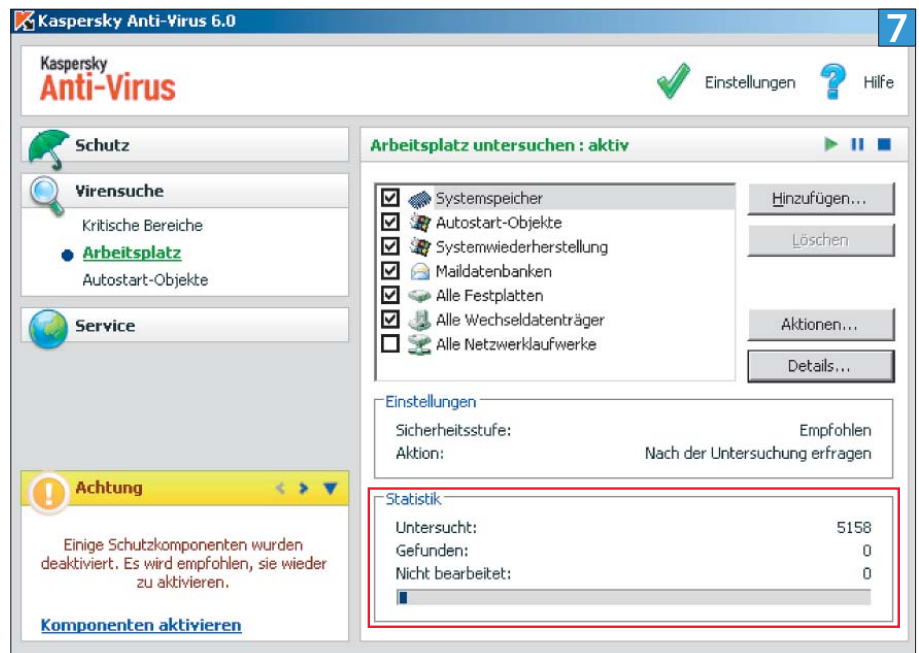 Kaspersky Anti-Virus 6.0
7
Kaspersky
Anti-Virus
Einstellungen
Hilfe
Schutz
Virensuche
Kritische Bereiche
Arbeitsplatz
Autostart-Objekte
Service
Achtung
Einige Schutzkomponenten wurden
deaktiviert. Es wird empfohlen, sie wieder
zu aktivieren.
Komponenten aktivieren
Arbeitsplatz untersuchen : aktiv
Systemspeicher
Autostart-Objekte
Systemwiederherstellung
Maildatenbanken
Alle Festplatten
Alle Wechseldatenträger
Alle Netzwerklaufwerke
Hinzufügen...
Löschen
Aktionen...
Details...
Einstellungen
Sicherheitsstufe: Empfohlen
Aktion: Nach der Untersuchung erfragen
Statistik
Untersucht: 5158
Gefunden: 0
Nicht bearbeitet: 0